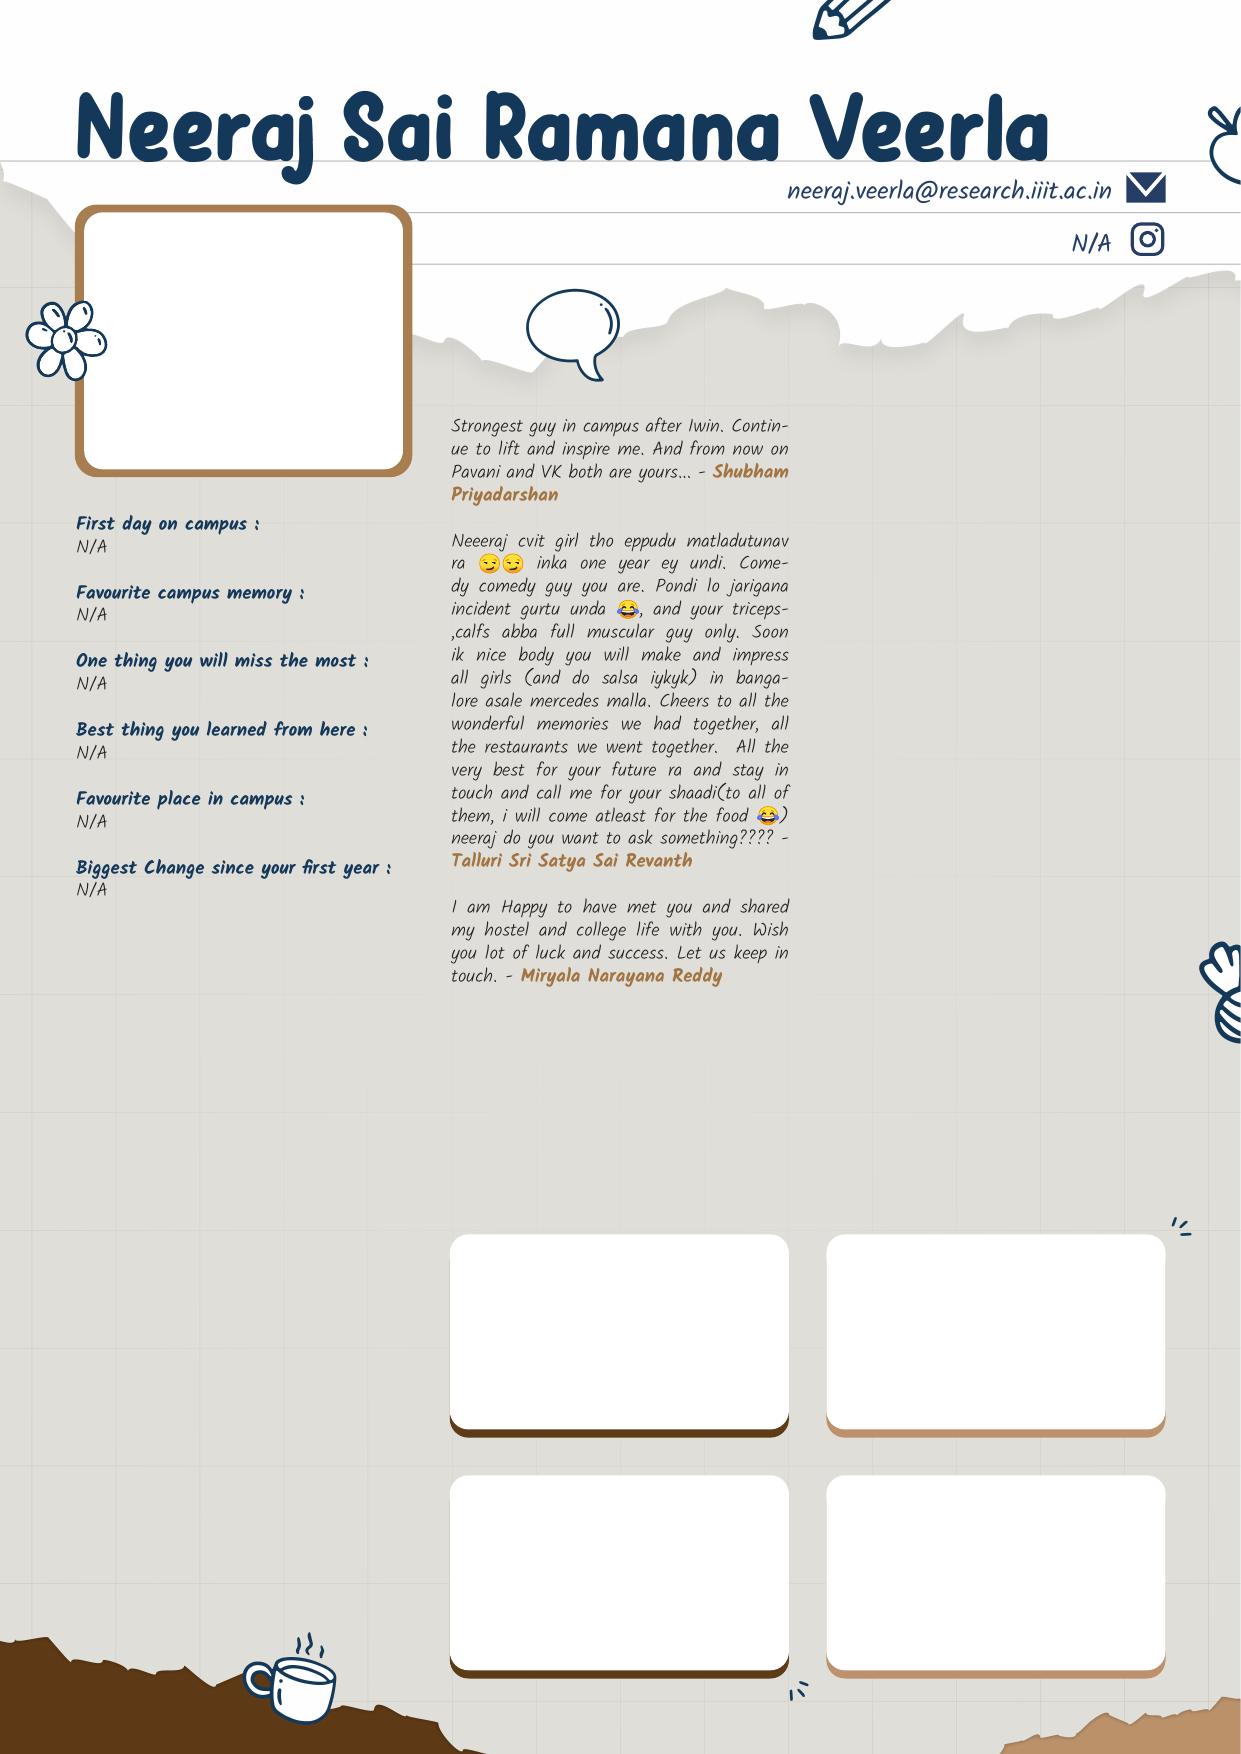 Neeraj Sai Ramana Veerla
neeraj.veerla@research.iiit.ac.in
N/A
First day on campus :
N/A
Favourite campus memory :
N/A
One thing you will miss the most :
N/A
Best thing you learned from here :
N/A
Favourite place in campus :
N/A
Biggest Change since your first year :
N/A
Strongest guy in campus after Iwin. Contin-
ue to lift and inspire me. And from now on
Pavani and VK both are yours... - Shubham
Priyadarshan
Neeeraj cvit girl tho eppudu matladutunav
ra 😏😏 inka one year ey undi. Come-
dy comedy guy you are. Pondi lo jarigana
incident gurtu unda 😂, and your triceps-
,calfs abba full muscular guy only. Soon
ik nice body you will make and impress
all girls (and do salsa iykyk) in banga-
lore asale mercedes malla. Cheers to all the
wonderful memories we had together, all
the restaurants we went together. All the
very best for your future ra and stay in
touch and call me for your shaadi(to all of
them, i will come atleast for the food 😂)
neeraj do you want to ask something???? -
Talluri Sri Satya Sai Revanth
I am Happy to have met you and shared
my hostel and college life with you. Wish
you lot of luck and success. Let us keep in
touch. - Miryala Narayana Reddy